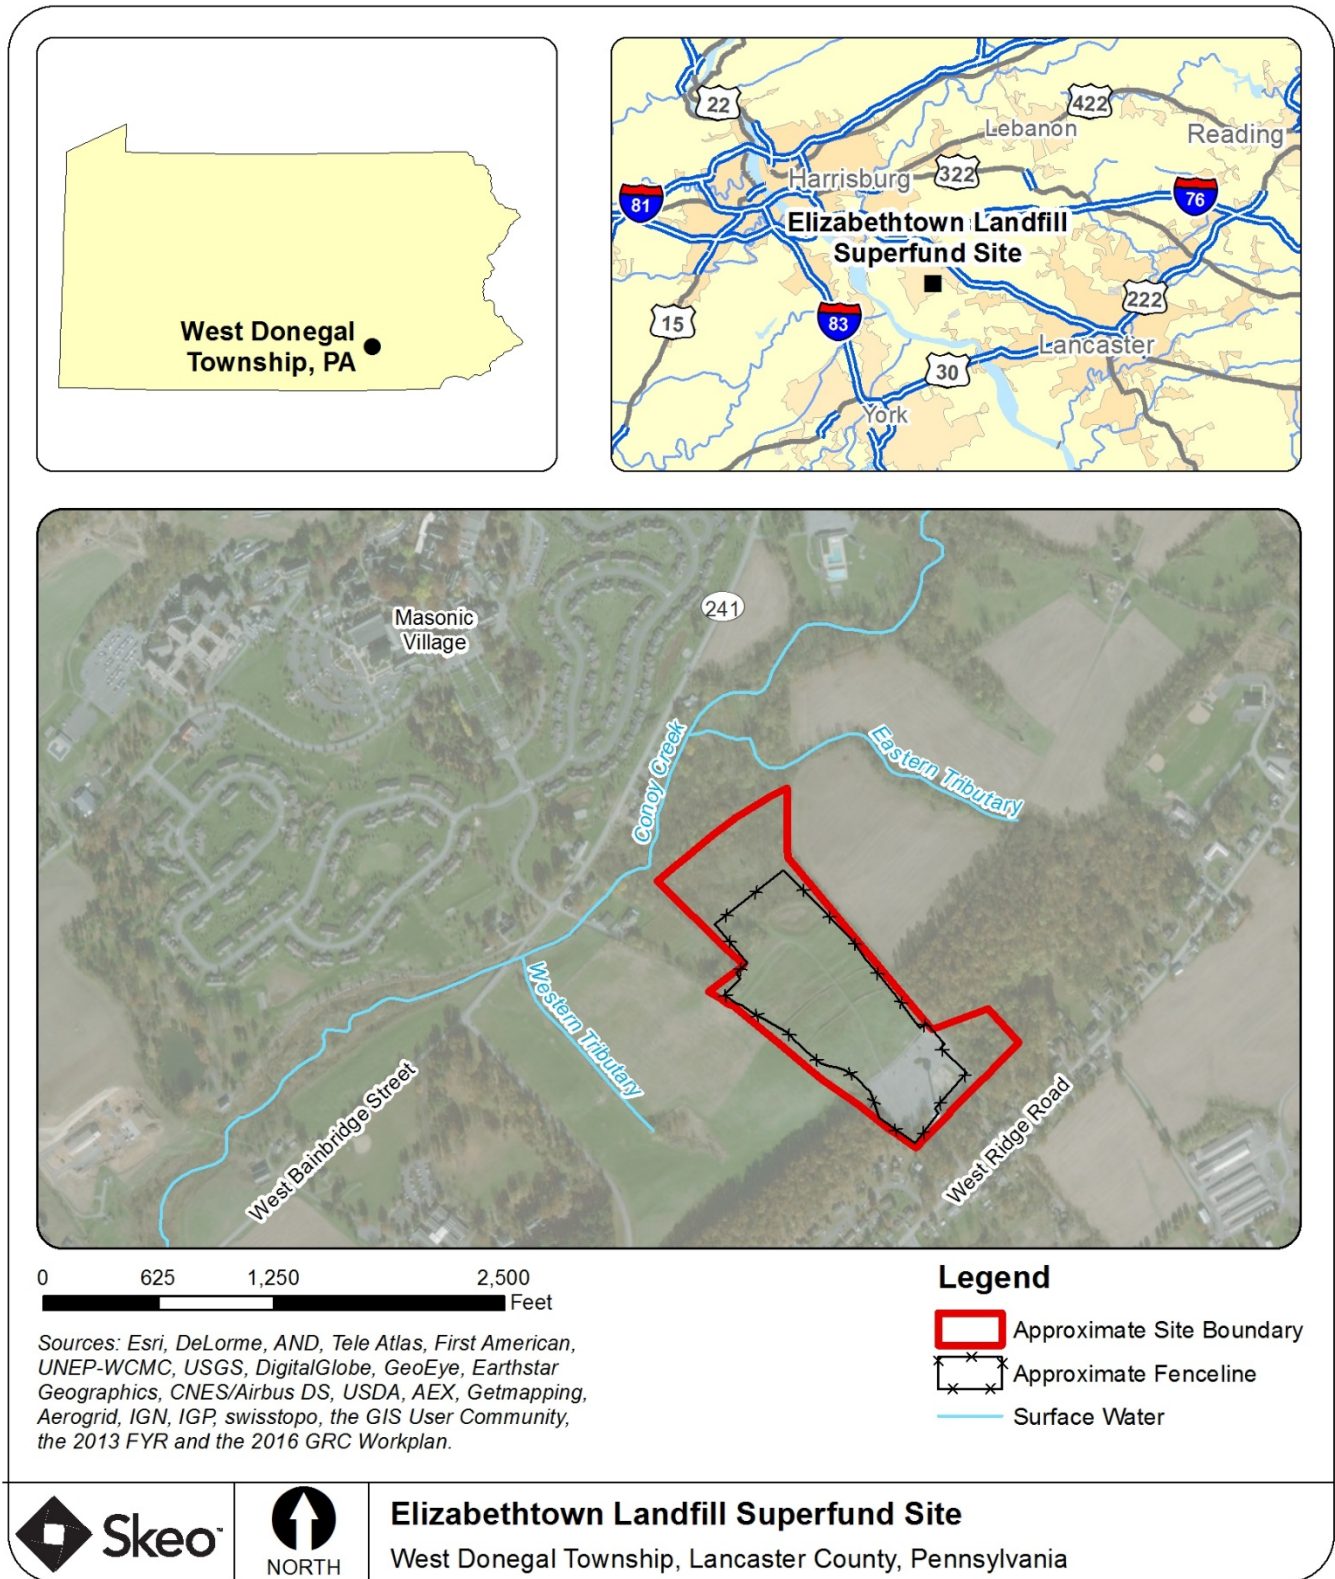 West Donegal
Township, PA
22
422
Lebanon
Reading
Harrisburg
322
81
76
Elizabethtown Landfill
Superfund Site
15
83
222
Lancaster
30
York
Masonic
Village
241
Conoy Creek
Eastern Tributary
Western Tributary
West Bainbridge Street
West Ridge Road
0 625 1,250 2,500
Feet
Sources: Esri, DeLorme, AND, Tele Atlas, First American,
UNEP-WCMC, USGS, DigitalGlobe, GeoEye, Earthstar
Geographics, CNES/Airbus DS, USDA, AEX, Getmapping,
Aerogrid, IGN, IGP, swisstopo, the GIS User Community,
the 2013 FYR and the 2016 GRC Workplan.
Legend
Approximate Site Boundary
Approximate Fenceline
Surface Water
Skeo™
NORTH
Elizabethtown Landfill Superfund Site
West Donegal Township, Lancaster County, Pennsylvania